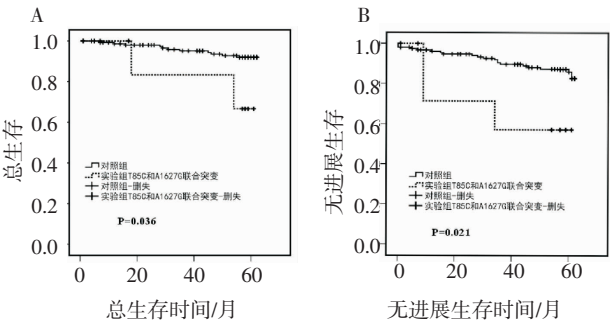 A
总生存
1.0
0.8
0.6
0.4
0.2
0.0
对照组
实验组T85C和A1627G联合突变
对照组-删失
实验组T85C和A1627G联合突变-删失
P=0.036
0 20 40 60
总生存时间/月
B
无进展生存
1.0
0.8
0.6
0.4
0.2
0.0
对照组
实验组T85C和A1627G联合突变
对照组-删失
实验组T85C和A1627G联合突变-删失
P=0.021
0 20 40 60
无进展生存时间/月